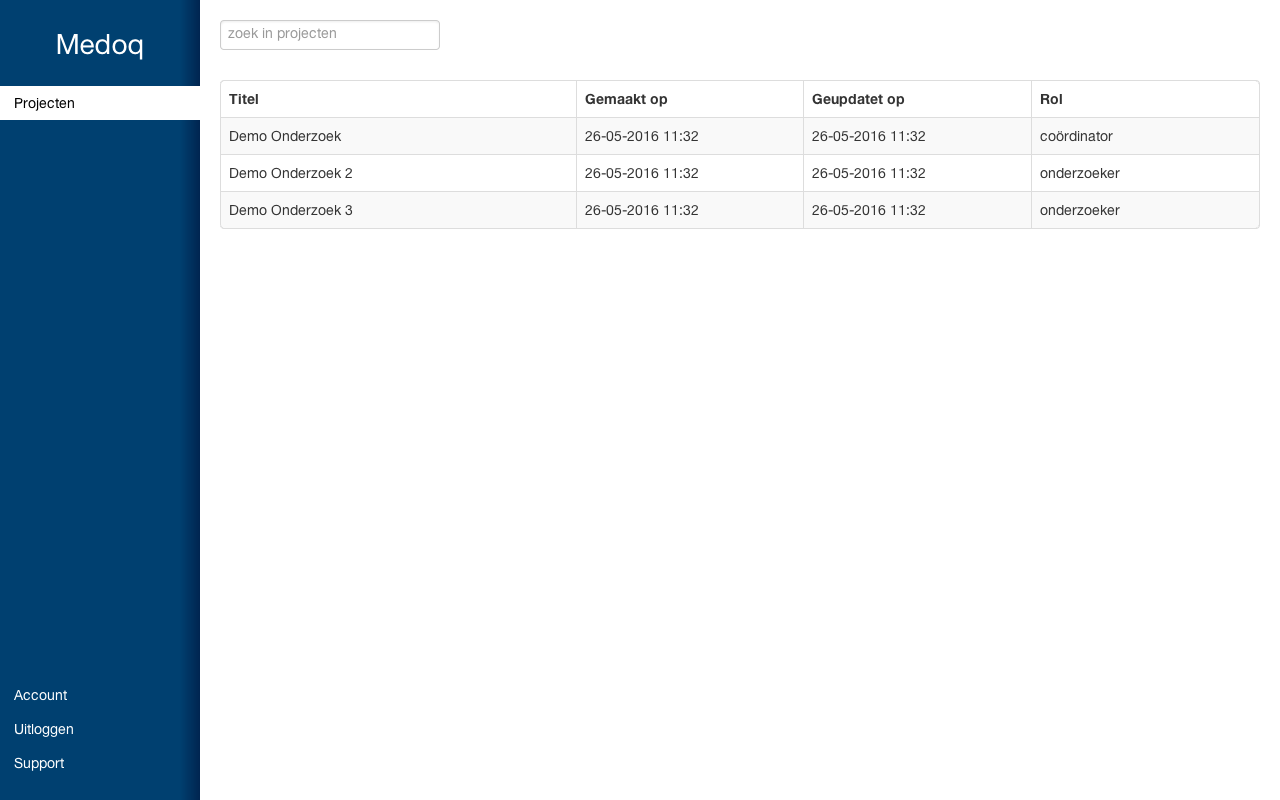 Medoq
Projecten
Account
Uitloggen
Support
zoek in projecten
Titel Gemaakt op Geupdatet op Rol
Demo Onderzoek 26-05-2016 11:32 26-05-2016 11:32 coördinator
Demo Onderzoek 2 26-05-2016 11:32 26-05-2016 11:32 onderzoeker
Demo Onderzoek 3 26-05-2016 11:32 26-05-2016 11:32 onderzoeker